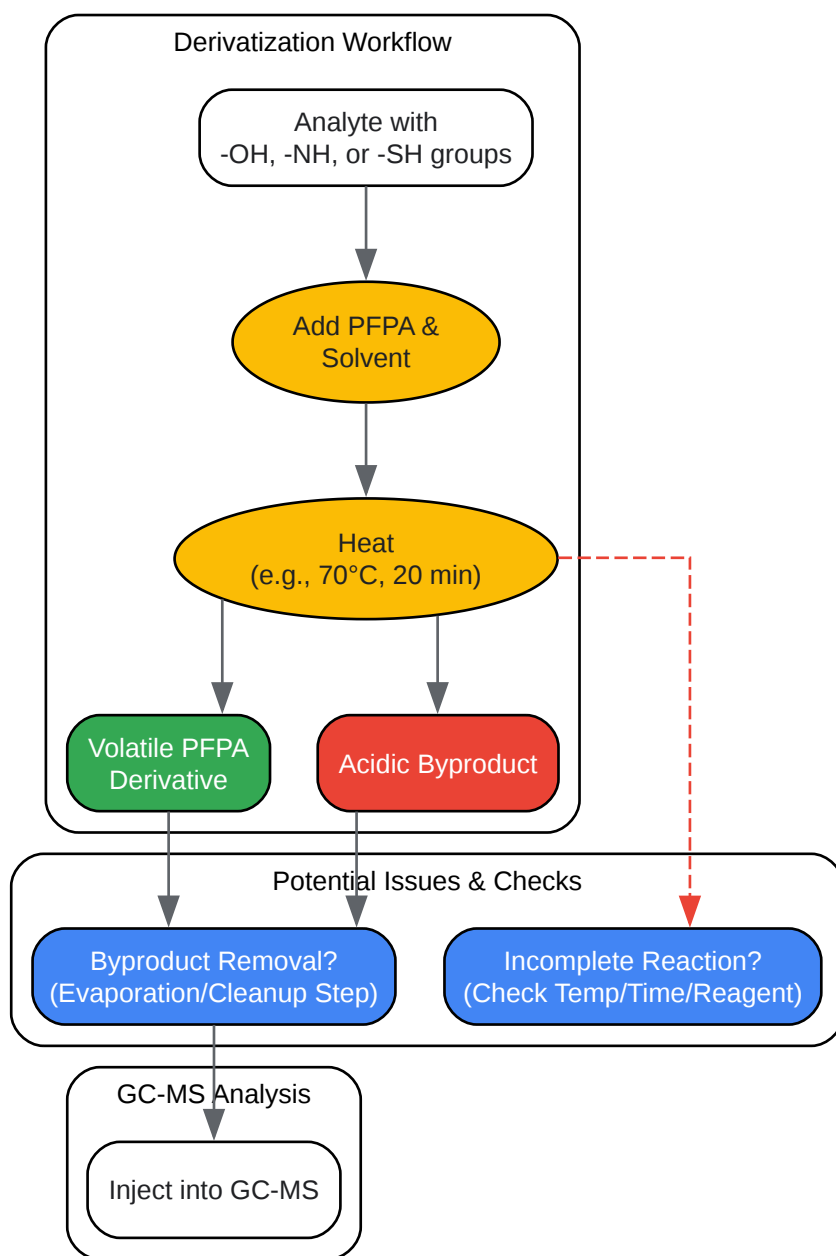 Derivatization Workflow
Analyte with
-OH, -NH, or -SH groups
Add PFPA &
Solvent
Heat
(e.g., 70°C, 20 min)
Volatile PFPA
Derivative
Acidic Byproduct
Potential Issues & Checks
Byproduct Removal?
(Evaporation/Cleanup Step)
Incomplete Reaction?
(Check Temp/Time/Reagent)
GC-MS Analysis
Inject into GC-MS